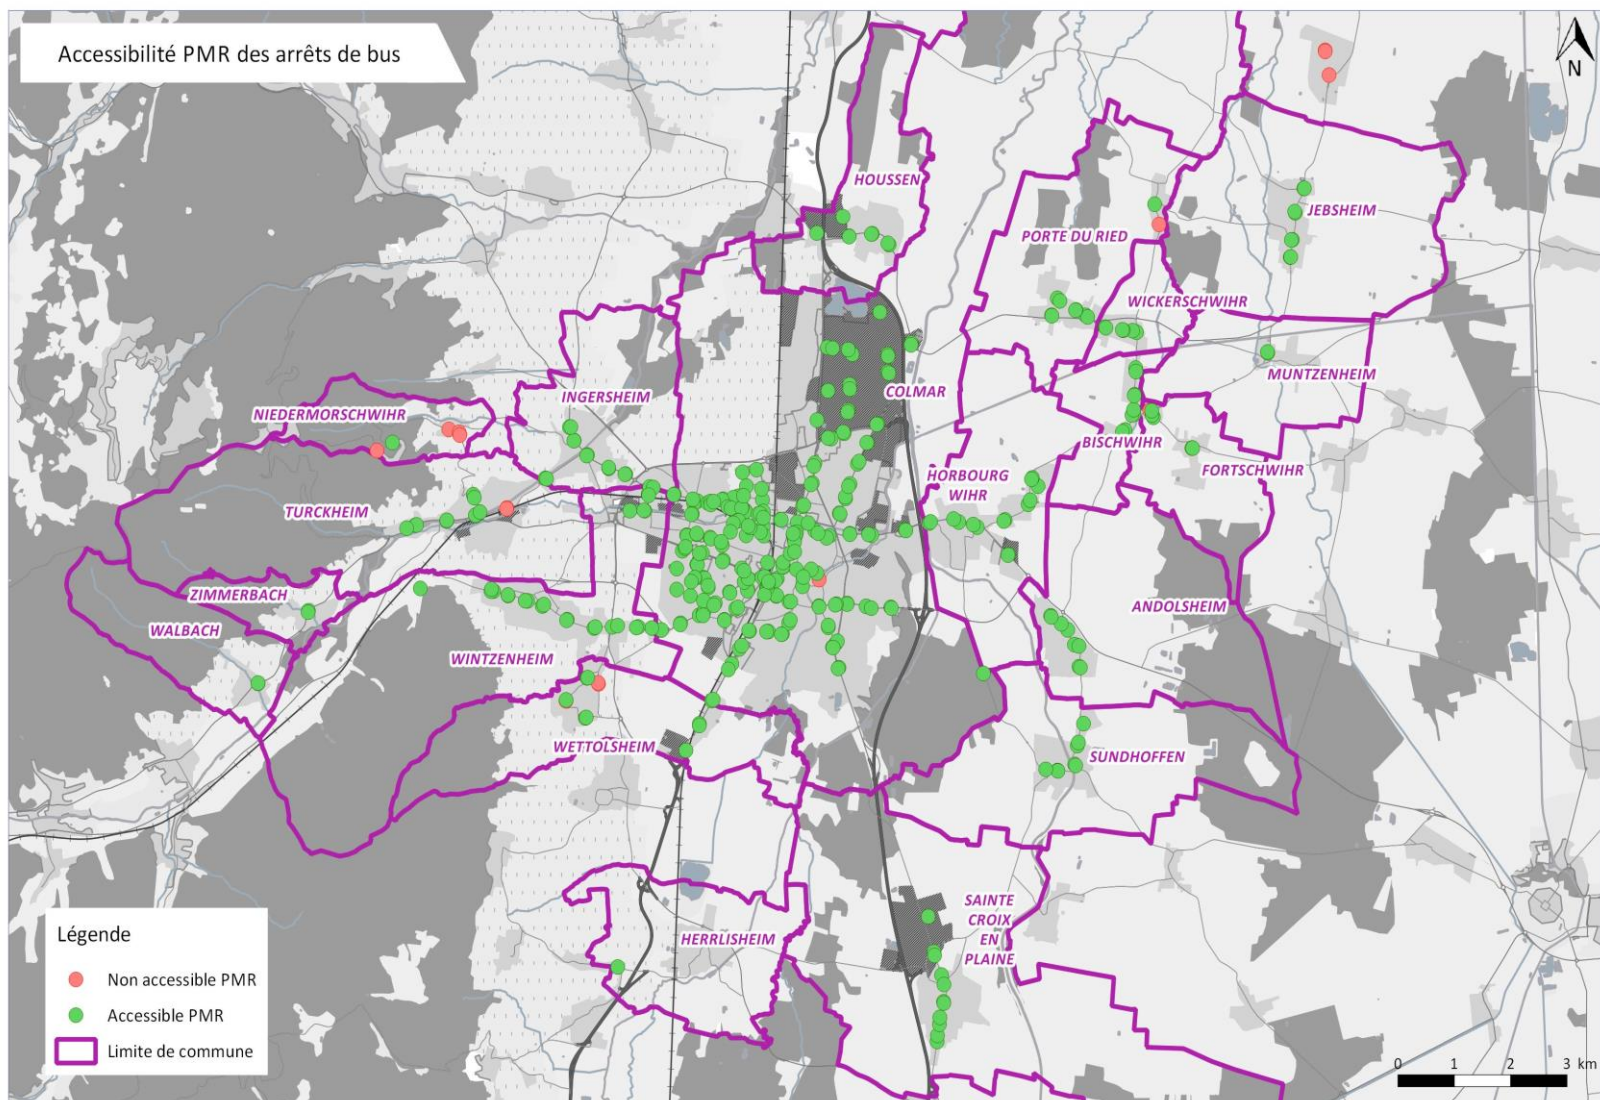 Accessibilité PMR des arrêts de bus
N
HOUSSEN
JEBSHEIM
PORTE DU RIED
WICKERSCHWIHR
MUNTZENHEIM
COLMAR
INGERSHEIM
NIEDERMORSCHWIHR
BISCHWIHR
FORTSCHWIHR
HORBOURG
WIHR
TURCKHEIM
ZIMMERBACH
ANDOLSHEIM
WALBACH
WINTZENHEIM
WETTOLSHEIM
SUNDHOFFEN
SAINTE
CROIX
EN
PLAINE
HERRLISHEIM
Légende
Non accessible PMR
Accessible PMR
Limite de commune
0 1 2 3 km